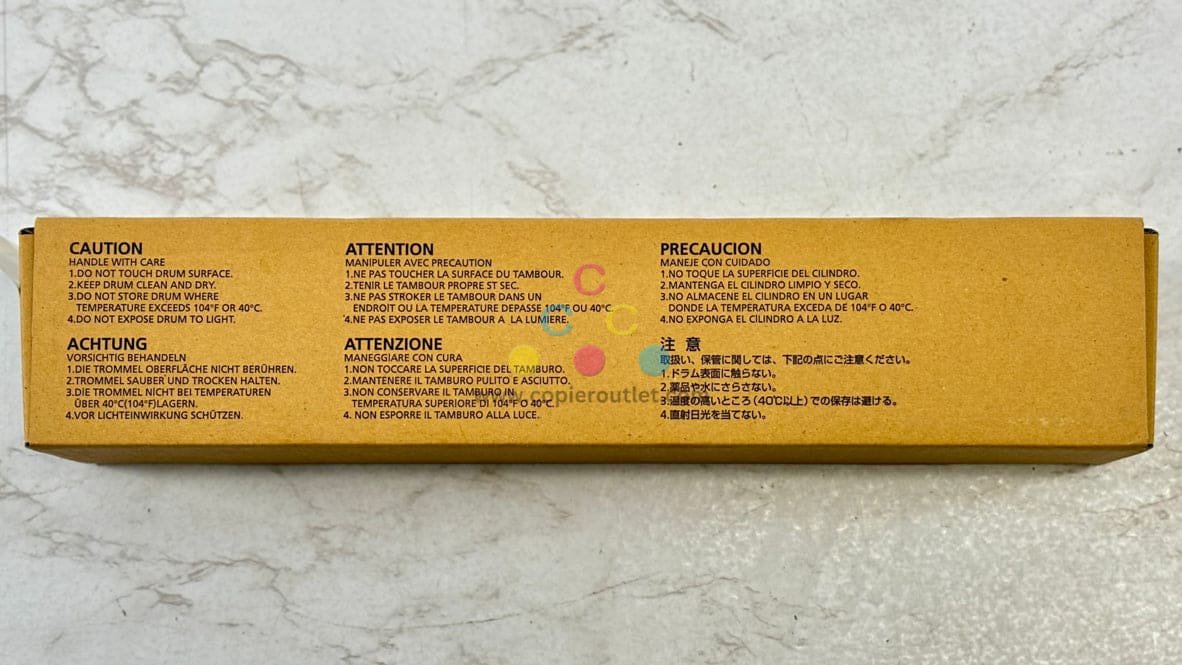 CAUTION
HANDLE WITH CARE
1.DO NOT TOUCH DRUM SURFACE.
2.KEEP DRUM CLEAN AND DRY.
3.DO NOT STORE DRUM WHERE
TEMPERATURE EXCEEDS 104°F OR 40°C.
4.DO NOT EXPOSE DRUM TO LIGHT.
ATTENTION
MANIPULER AVEC PRECAUTION
1.NE PAS TOUCHER LA SURFACE DU TAMBOUR.
2.TENIR LE TAMBOUR PROPRE ST SEC.
3.NE PAS STROKER LE TAMBOUR DANS UN
ENDROIT OU LA TEMPERATURE DEPASSE 104°F OU 40°C.
4.NE PAS EXPOSER LE TAMBOUR A LA LUMIERE.
PRECAUCION
MANEJE CON CUIDADO
1.NO TOQUE LA SUPERFICIE DEL CILINDRO.
2.MANTENGA EL CILINDRO LIMPIO Y SECO.
3.NO ALMACENE EL CILINDRO EN UN LUGAR
DONDE LA TEMPERATURA EXCEDA DE 104°F O 40°C.
4.NO EXPONGA EL CILINDRO A LA LUZ.
ACHTUNG
VORSICHTIG BEHANDELN
1.DIE TROMMEL OBERFLÄCHE NICHT BERÜHREN.
2.TROMMEL SAUBER UND TROCKEN HALTEN.
3.DIE TROMMEL NICHT BEI TEMPERATUREN
ÜBER 40°C(104°F)LAGERN.
4.VOR LICHTEINWIRKUNG SCHÜTZEN.
ATTENZIONE
MANEGGIARE CON CURA
1.NON TOCCARE LA SUPERFICIE DEL TAMBURO.
2.MANTENERE IL TAMBURO PULITO E ASCIUTTO.
3.NON CONSERVARE IL TAMBURO IN
TEMPERATURA SUPERIORE DI 104°F O 40°C.
4. NON ESPORRE IL TAMBURO ALLA LUCE.
注意
取扱い、保管に関しては、下記の点にご注意ください。
1.ドラム表面に触らない。
2.薬品や水にさらさない。
3.温度の高いところ(40℃以上)での保存は避ける。
4.直射日光を当てない。
C
C C
www.copieroutlet.com